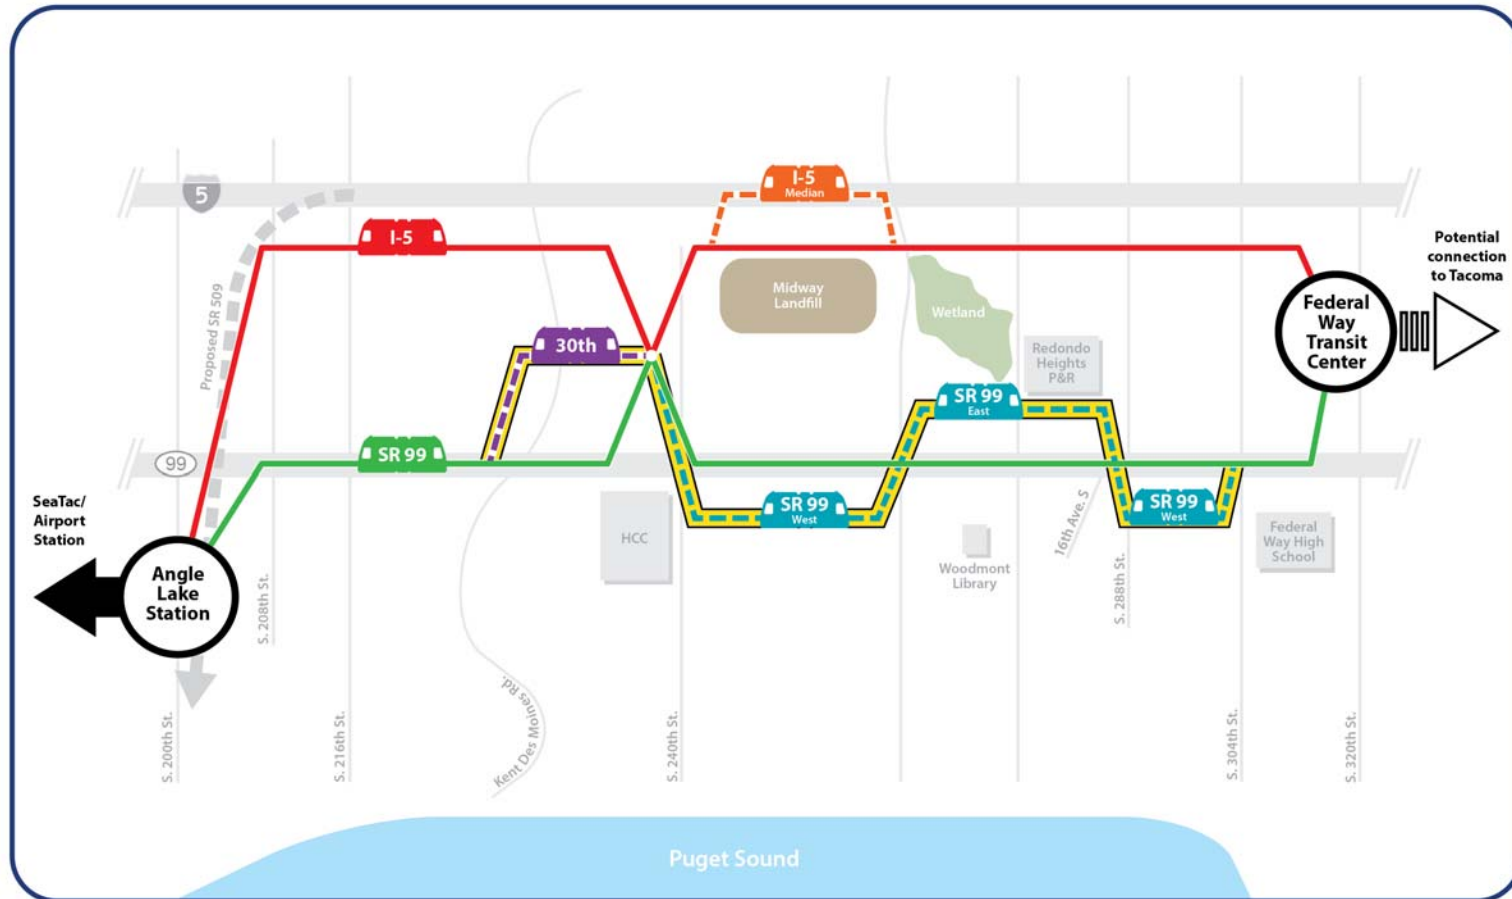 5
I-5
Median
I-5
Potential
connection
to Tacoma
Proposed SR 509
Midway
Landfill
Wetland
Federal
Way
Transit
Center
30th
Redondo
Heights
P&R
SR 99
East
99
SR 99
SeaTac/
Airport
Station
SR 99
West
SR 99
West
HCC
16th Ave. S
Federal
Way High
School
Woodmont
Library
Angle
Lake
Station
S. 208th St.
S. 288th St.
Kent Des Moines Rd.
S. 200th St.
S. 216th St.
S. 240th St.
S. 304th St.
S. 320th St.
Puget Sound